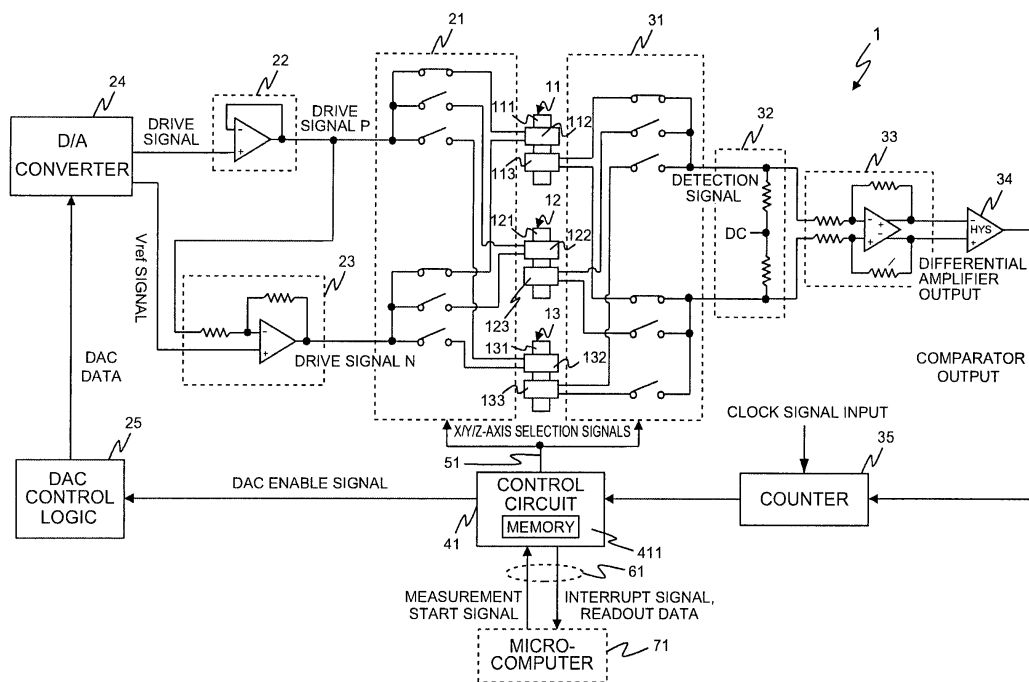 21
31
1
24
22
D/A
CONVERTER
DRIVE
SIGNAL
DRIVE
SIGNAL P
111
11
112
113
32
33
34
DETECTION
SIGNAL
DC
-
+
-
+
-
+
+
-
-
HYS
+
DIFFERENTIAL
AMPLIFIER
OUTPUT
121
12
122
123
Vref SIGNAL
23
-
+
DRIVE SIGNAL N
13
131
132
133
DAC
DATA
COMPARATOR
OUTPUT
X/Y/Z-AXIS SELECTION SIGNALS
CLOCK SIGNAL INPUT
25
51
35
DAC
CONTROL
LOGIC
DAC ENABLE SIGNAL
CONTROL
CIRCUIT
MEMORY
COUNTER
41
411
61
MEASUREMENT
START SIGNAL
INTERRUPT SIGNAL,
READOUT DATA
MICRO-
COMPUTER
71